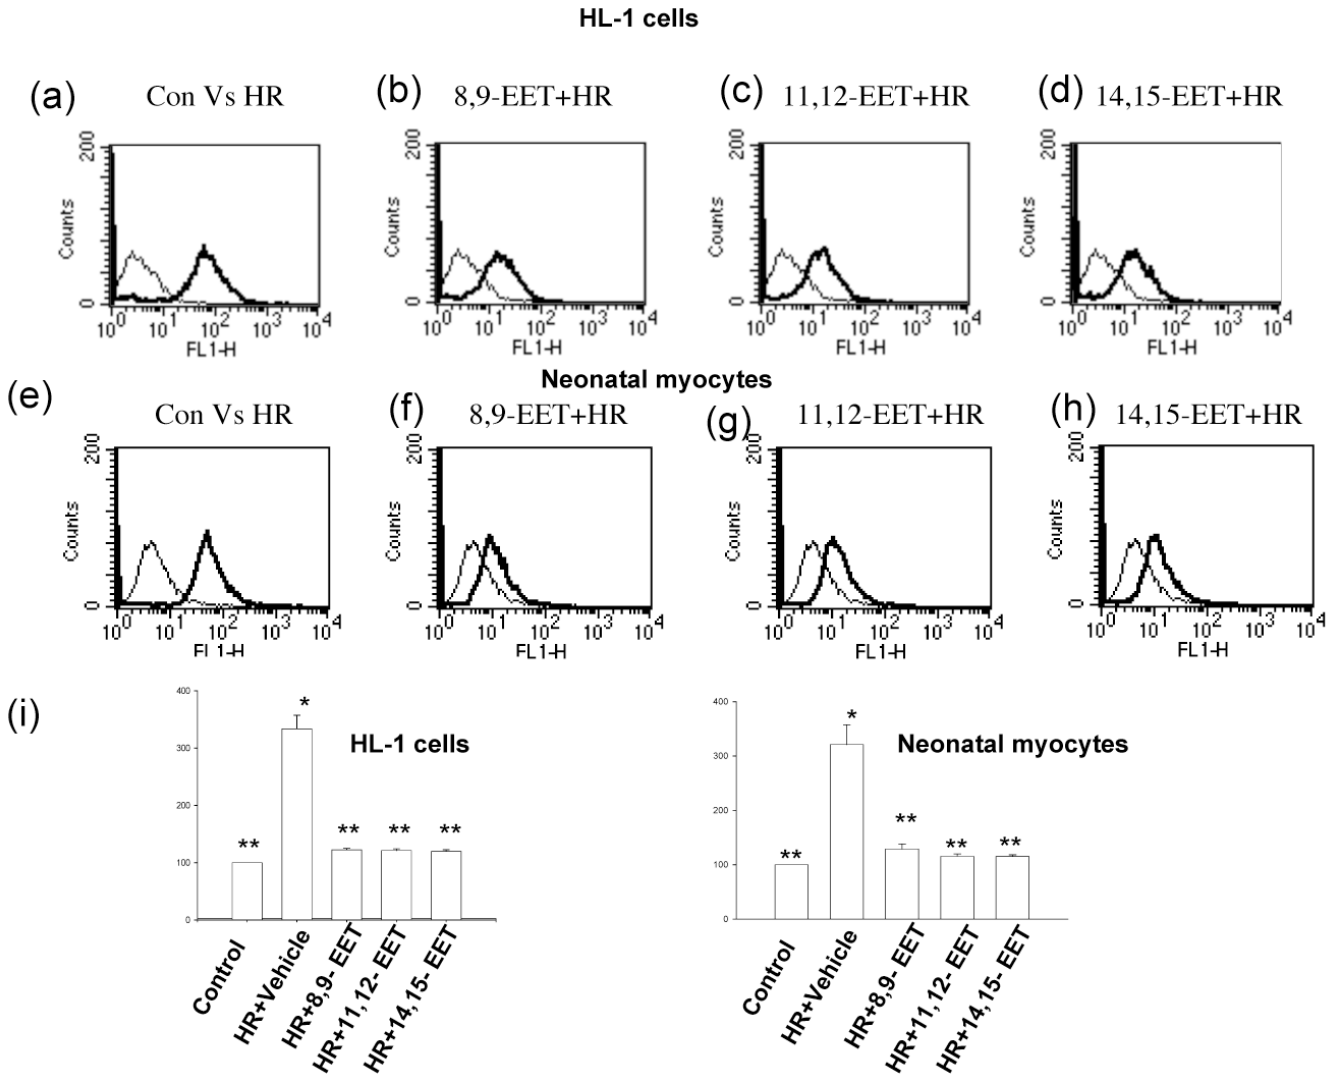 HL-1 cells
(a) Con Vs HR (b) 8,9-EET+HR (c) 11,12-EET+HR (d) 14,15-EET+HR
200 200 200 200
Counts Counts Counts Counts
0 0 0 0
10^0 10^1 10^2 10^3 10^4 10^0 10^1 10^2 10^3 10^4 10^0 10^1 10^2 10^3 10^4 10^0 10^1 10^2 10^3 10^4
FL1-H FL1-H FL1-H FL1-H
Neonatal myocytes
(e) Con Vs HR (f) 8,9-EET+HR (g) 11,12-EET+HR (h) 14,15-EET+HR
200 200 200 200
Counts Counts Counts Counts
0 0 0 0
10^0 10^1 10^2 10^3 10^4 10^0 10^1 10^2 10^3 10^4 10^0 10^1 10^2 10^3 10^4 10^0 10^1 10^2 10^3 10^4
FL1-H FL1-H FL1-H FL1-H
(i)
HL-1 cells
400
300
200
100
0
* ** ** ** **
Control
HR+Vehicle
HR+8,9- EET
HR+11,12- EET
HR+14,15- EET
Neonatal myocytes
400
300
200
100
0
* ** ** ** **
Control
HR+Vehicle
HR+8,9- EET
HR+11,12- EET
HR+14,15- EET